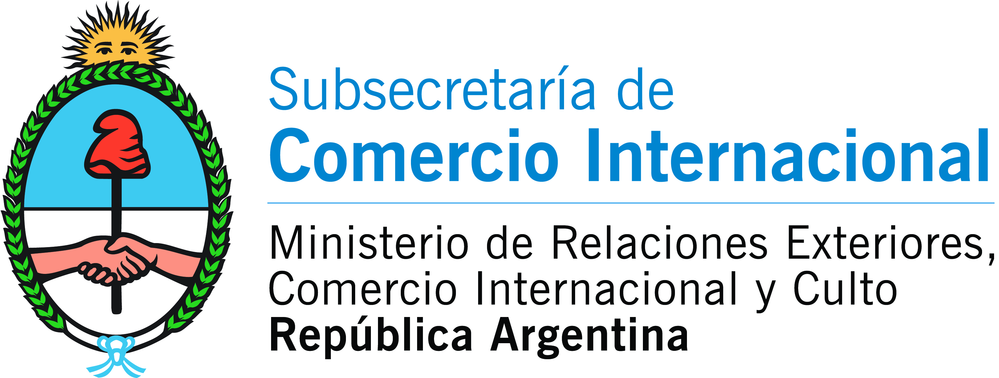 Subsecretaría de
Comercio Internacional
Ministerio de Relaciones Exteriores,
Comercio Internacional y Culto
República Argentina